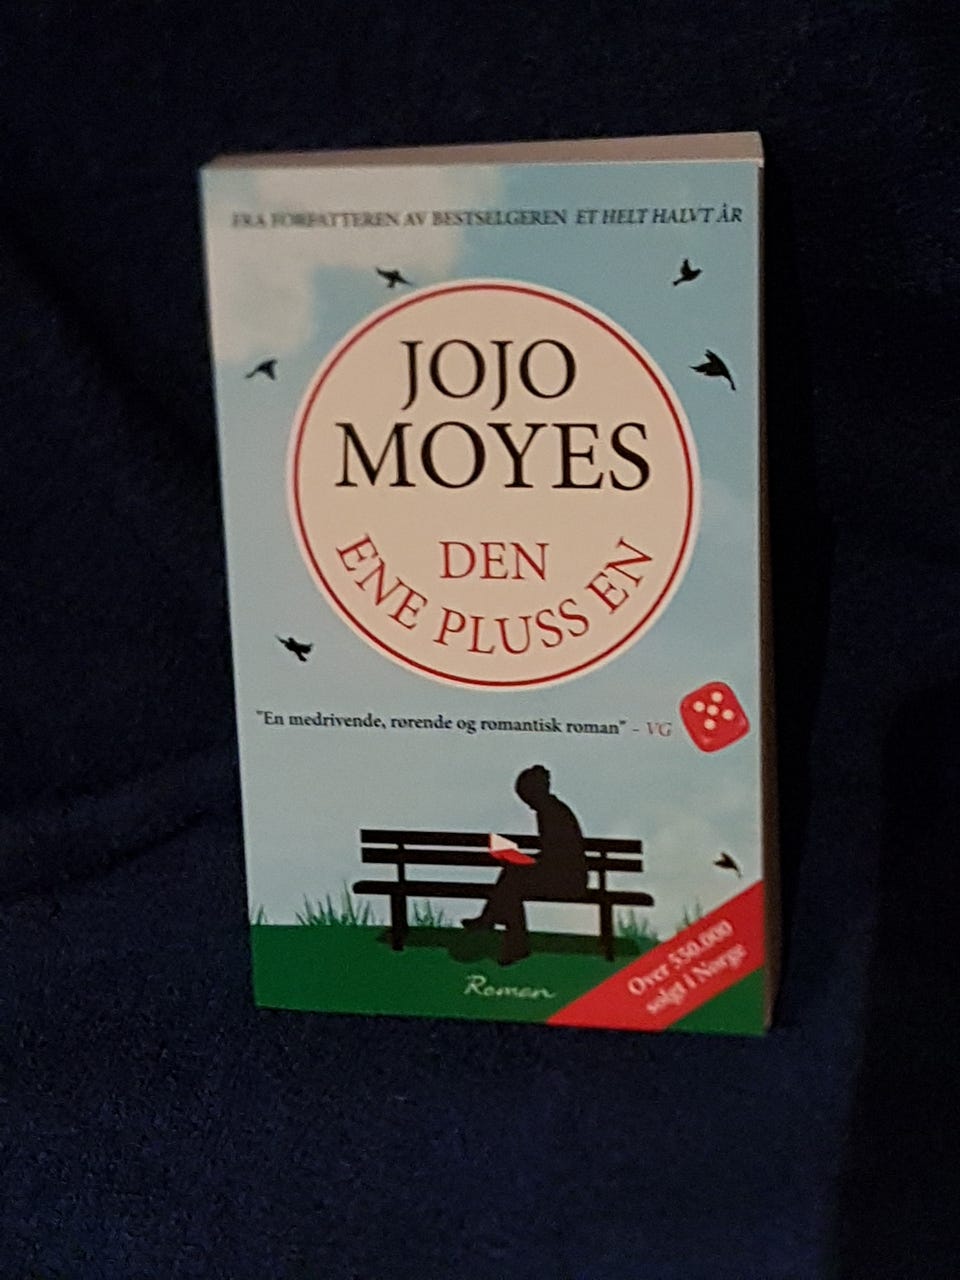 FRA FORFATTEREN AV BESTSELGEREN ET HELT HALVT ÅR
JOJO
MOYES
DEN
ENE PLUSS EN
"En medrivende, rørende og romantisk roman" - VG
Roman
Over 550.000
solgt i Norge